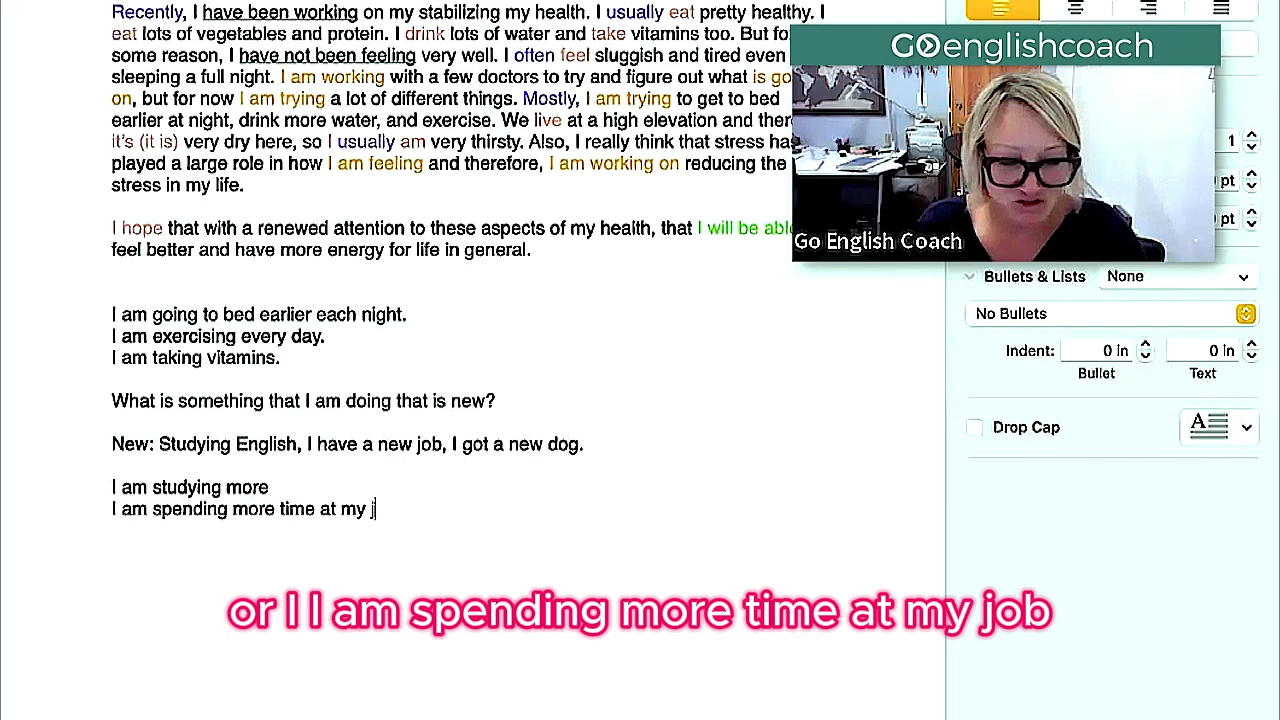 Recently, I have been working on my stabilizing my health. I usually eat pretty healthy. I
eat lots of vegetables and protein. I drink lots of water and take vitamins too. But fo
some reason, I have not been feeling very well. I often feel sluggish and tired even
sleeping a full night. I am working with a few doctors to try and figure out what is go
on, but for now I am trying a lot of different things. Mostly, I am trying to get to bed
earlier at night, drink more water, and exercise. We live at a high elevation and ther
it's (it is) very dry here, so I usually am very thirsty. Also, I really think that stress has
played a large role in how I am feeling and therefore, I am working on reducing the
stress in my life.
I hope that with a renewed attention to these aspects of my health, that I will be able
feel better and have more energy for life in general.
I am going to bed earlier each night.
I am exercising every day.
I am taking vitamins.
What is something that I am doing that is new?
New: Studying English, I have a new job, I got a new dog.
I am studying more
I am spending more time at my j
or I I am spending more time at my job
GO englishcoach
Go English Coach
1
pt
pt
Bullets & Lists None
No Bullets
Indent: 0 in 0 in
Bullet Text
Drop Cap
A